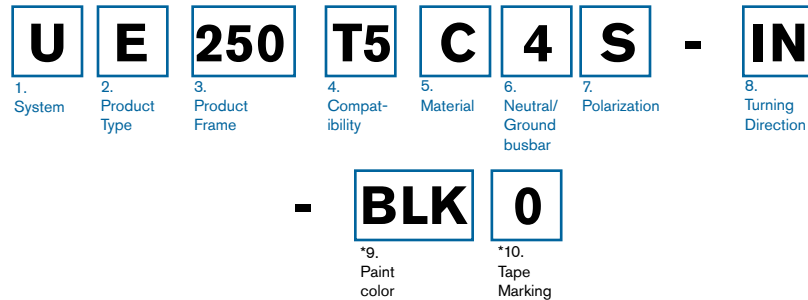 U E 250 T5 C 4 S - IN
1. 2. 3. 4. 5. 6. 7. 8.
System Product Product Compat- Material Neutral/ Polarization Turning
Type Frame ibility Ground Direction
busbar
- BLK 0
*9. *10.
Paint Tape
color Marking